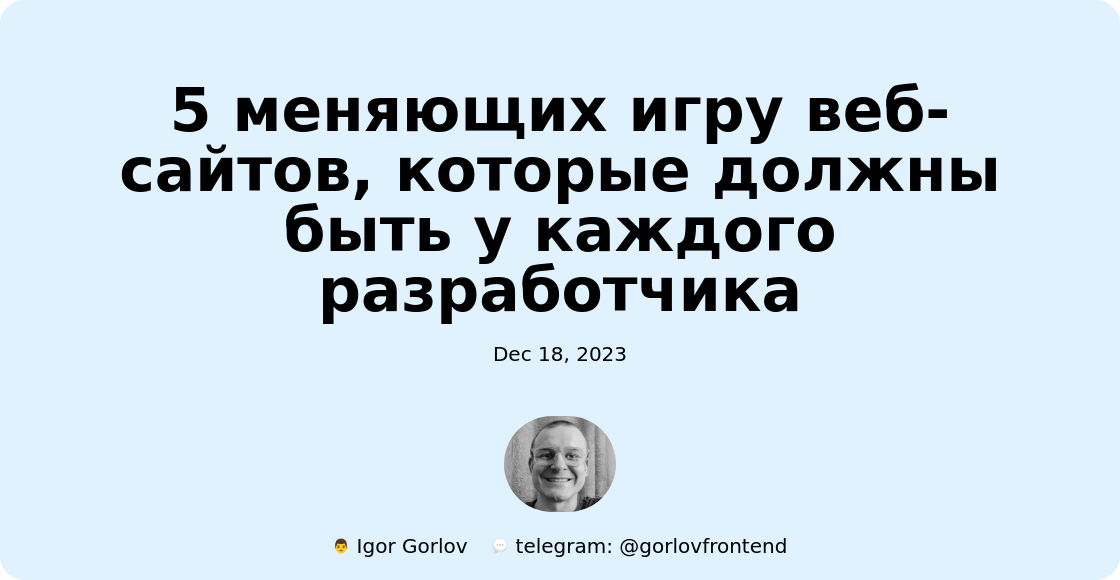 5 меняющих игру веб-
сайтов, которые должны
быть у каждого
разработчика
Dec 18, 2023
Igor Gorlov telegram: @gorlovfrontend